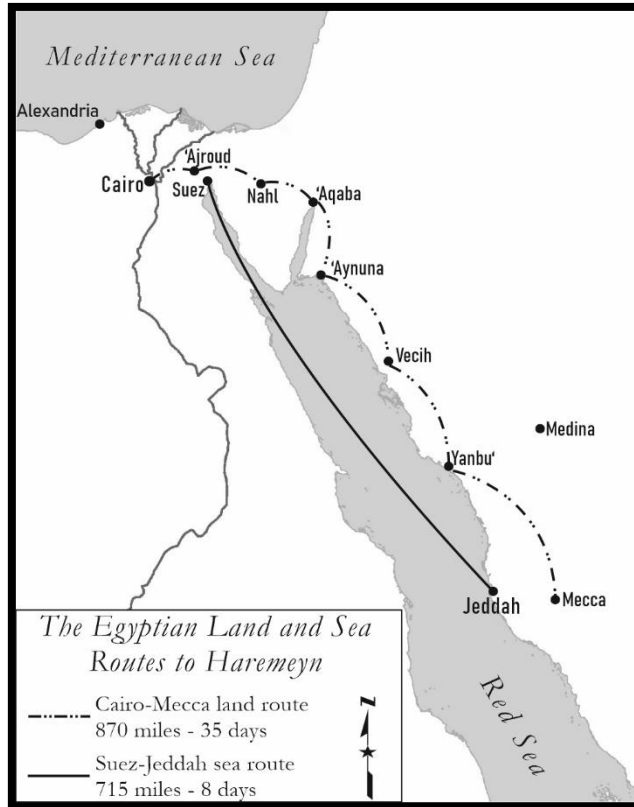 Mediterranean Sea
Alexandria
'Ajroud
Cairo
Suez
Nahl
'Aqaba
'Aynuna
Vecih
Medina
Yanbu'
Jeddah
Mecca
Red Sea
The Egyptian Land and Sea
Routes to Haremeyn
Cairo-Mecca land route
870 miles - 35 days
Suez-Jeddah sea route
715 miles - 8 days
N